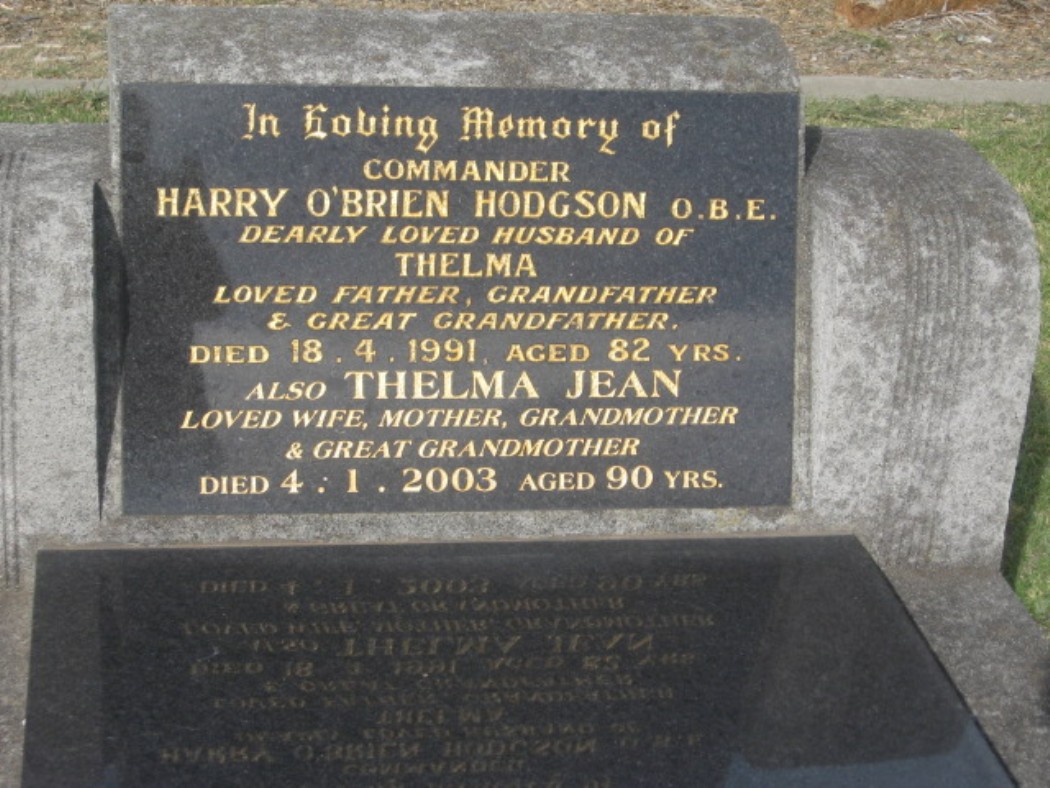 In Loving Memory of
COMMANDER
HARRY O'BRIEN HODGSON O.B.E.
DEARLY LOVED HUSBAND OF
THELMA
LOVED FATHER, GRANDFATHER
& GREAT GRANDFATHER.
DIED 18.4.1991, AGED 82 YRS.
ALSO THELMA JEAN
LOVED WIFE, MOTHER, GRANDMOTHER
& GREAT GRANDMOTHER
DIED 4.1.2003 AGED 90 YRS.